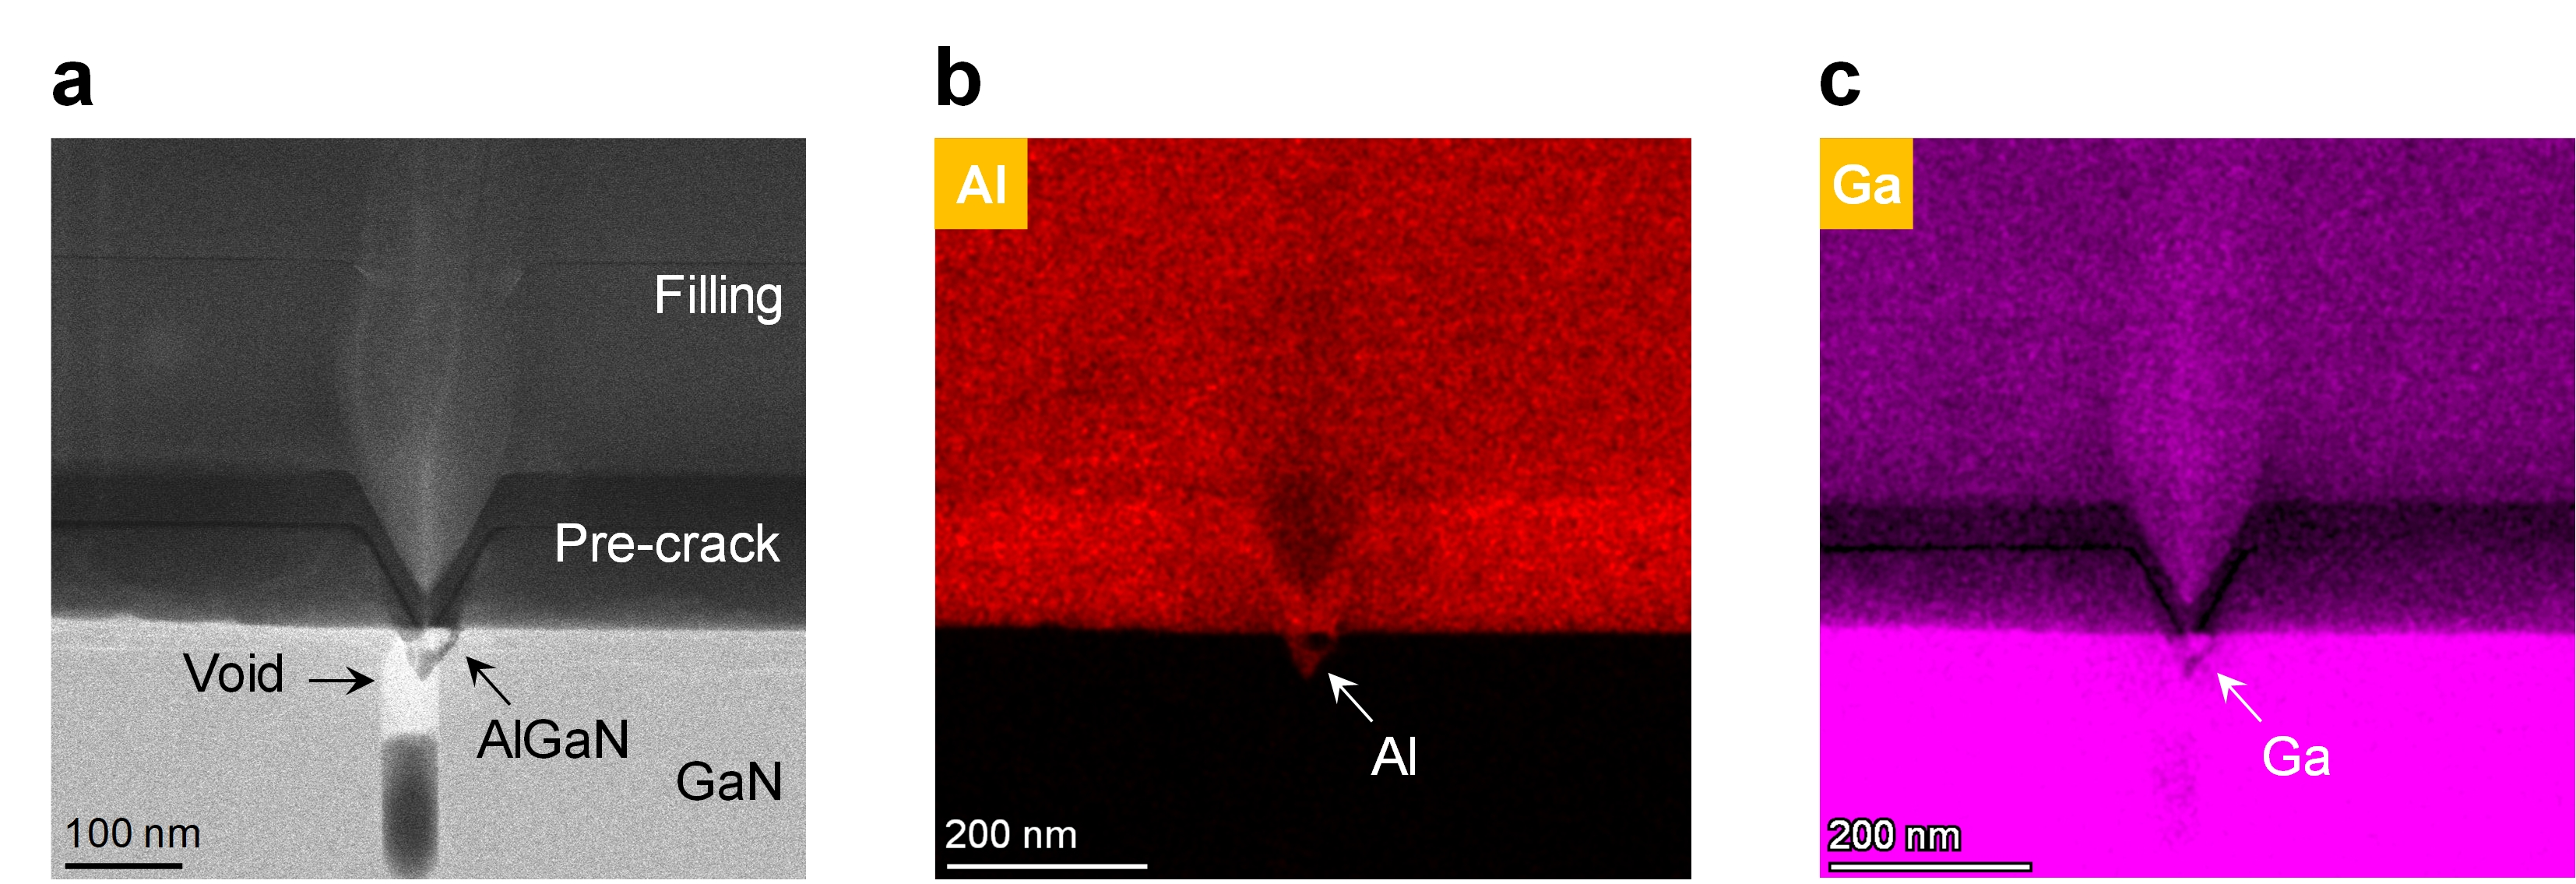 a
b
c
Al
Ga
Filling
Pre-crack
Void
AlGaN
GaN
100 nm
Al
200 nm
Ga
200 nm